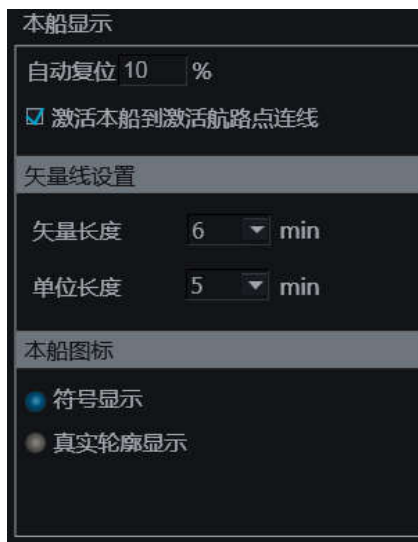 本船显示
自动复位 10 %
激活本船到激活航路点连线
矢量线设置
矢量长度 6 min
单位长度 5 min
本船图标
符号显示
真实轮廓显示